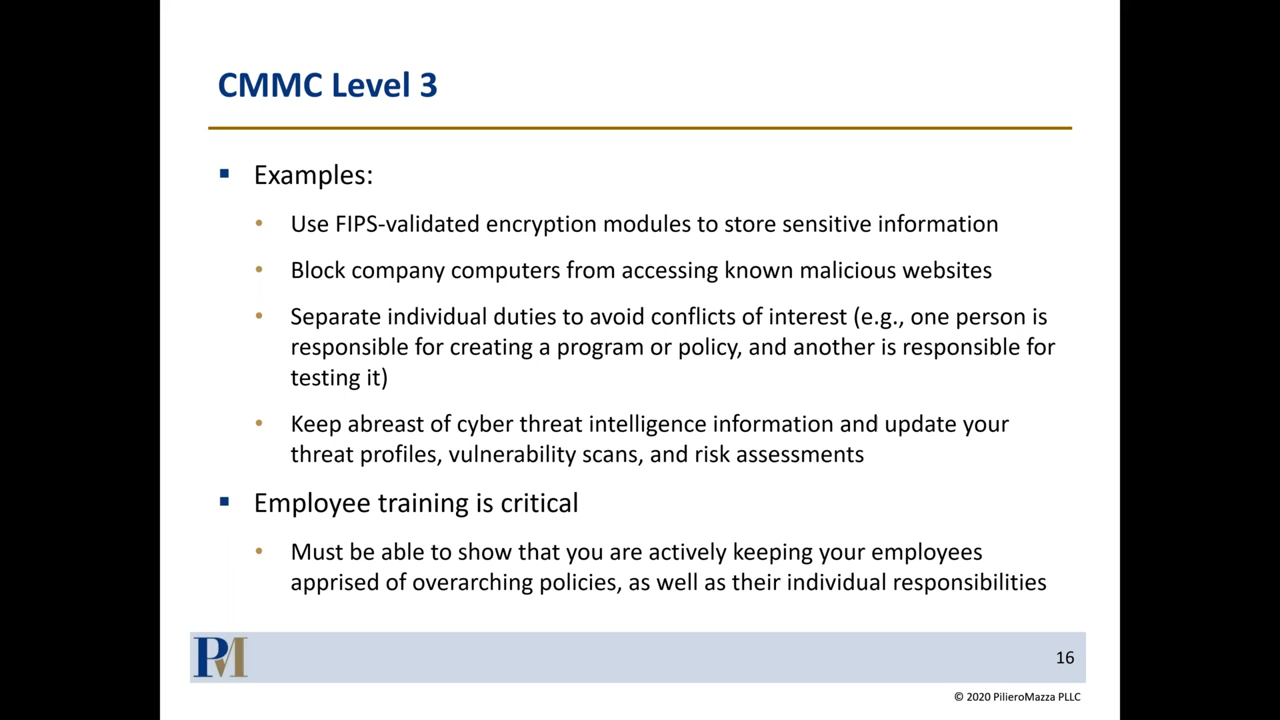 CMMC Level 3
▪ Examples:
• Use FIPS-validated encryption modules to store sensitive information
• Block company computers from accessing known malicious websites
• Separate individual duties to avoid conflicts of interest (e.g., one person is
responsible for creating a program or policy, and another is responsible for
testing it)
• Keep abreast of cyber threat intelligence information and update your
threat profiles, vulnerability scans, and risk assessments
▪ Employee training is critical
• Must be able to show that you are actively keeping your employees
apprised of overarching policies, as well as their individual responsibilities
PM
16
© 2020 PilieroMazza PLLC